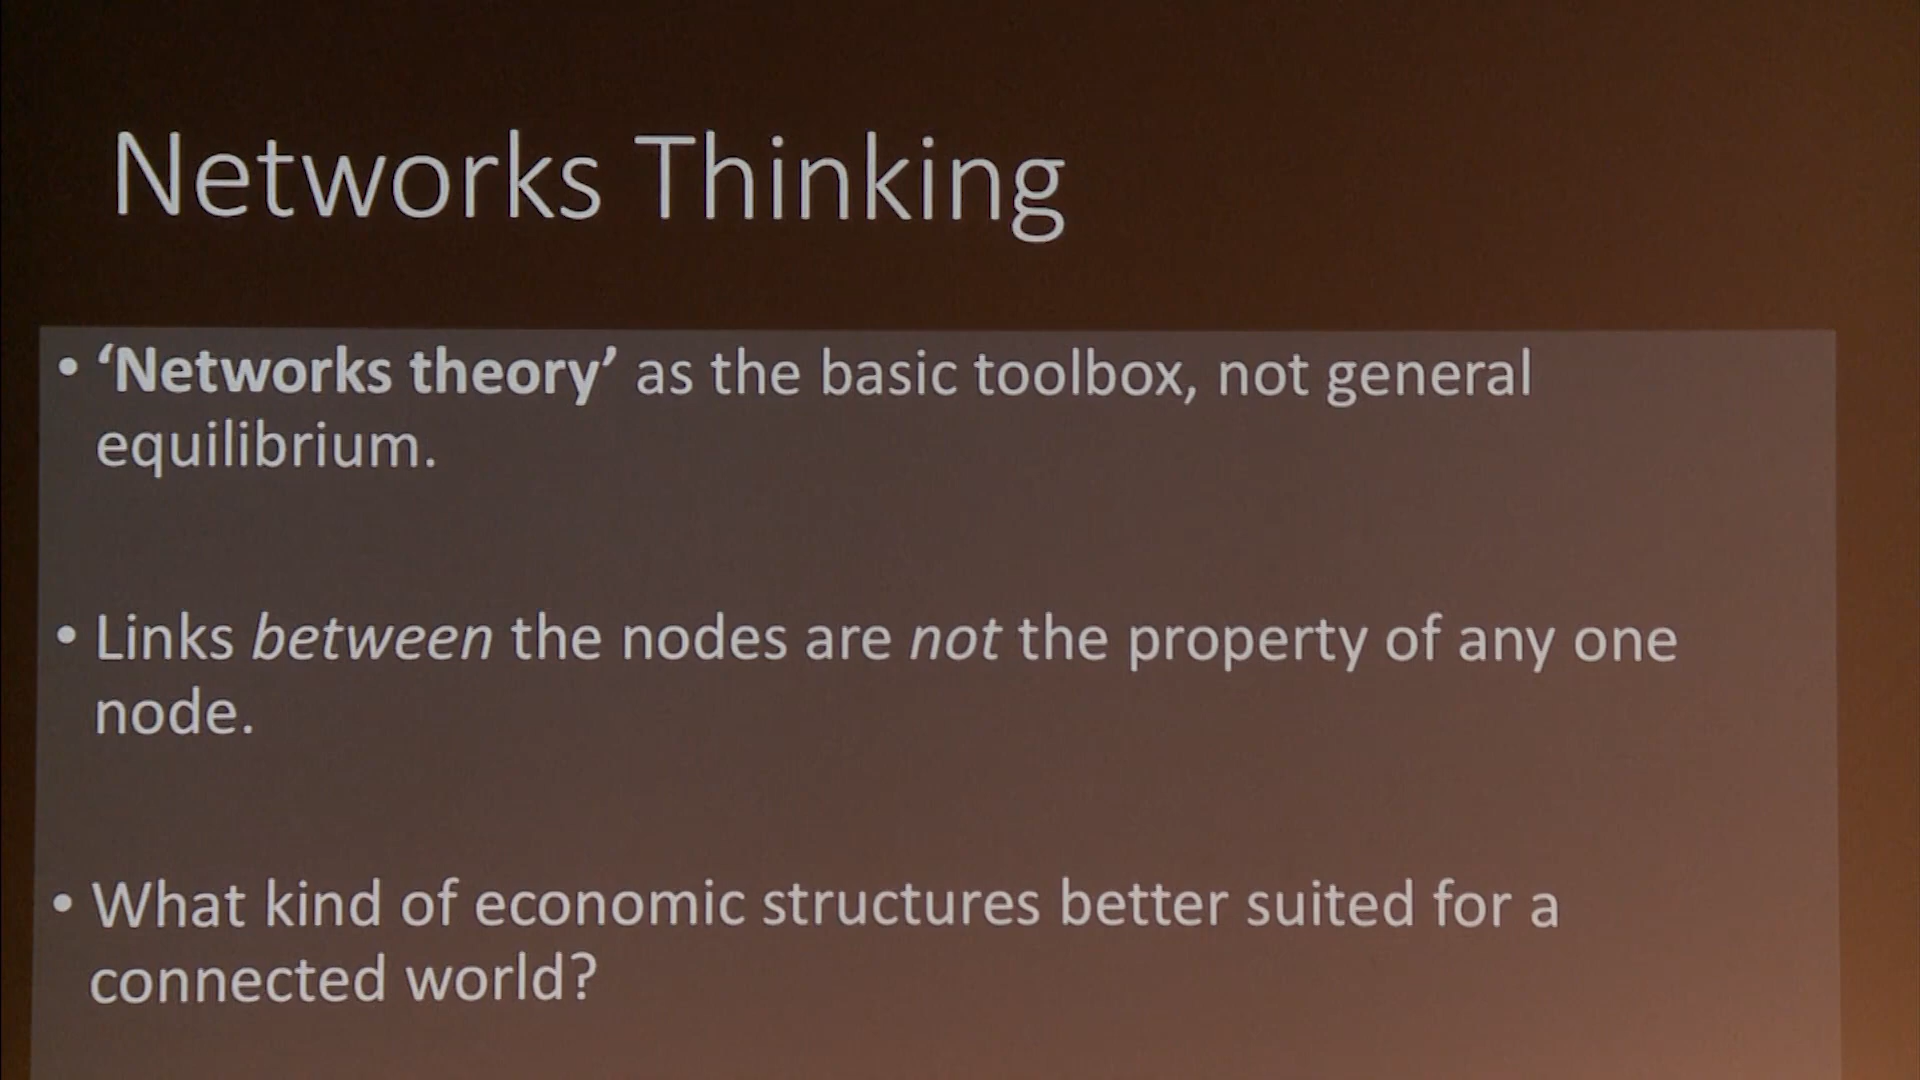 Networks Thinking
• ‘Networks theory’ as the basic toolbox, not general
equilibrium.
• Links between the nodes are not the property of any one
node.
• What kind of economic structures better suited for a
connected world?